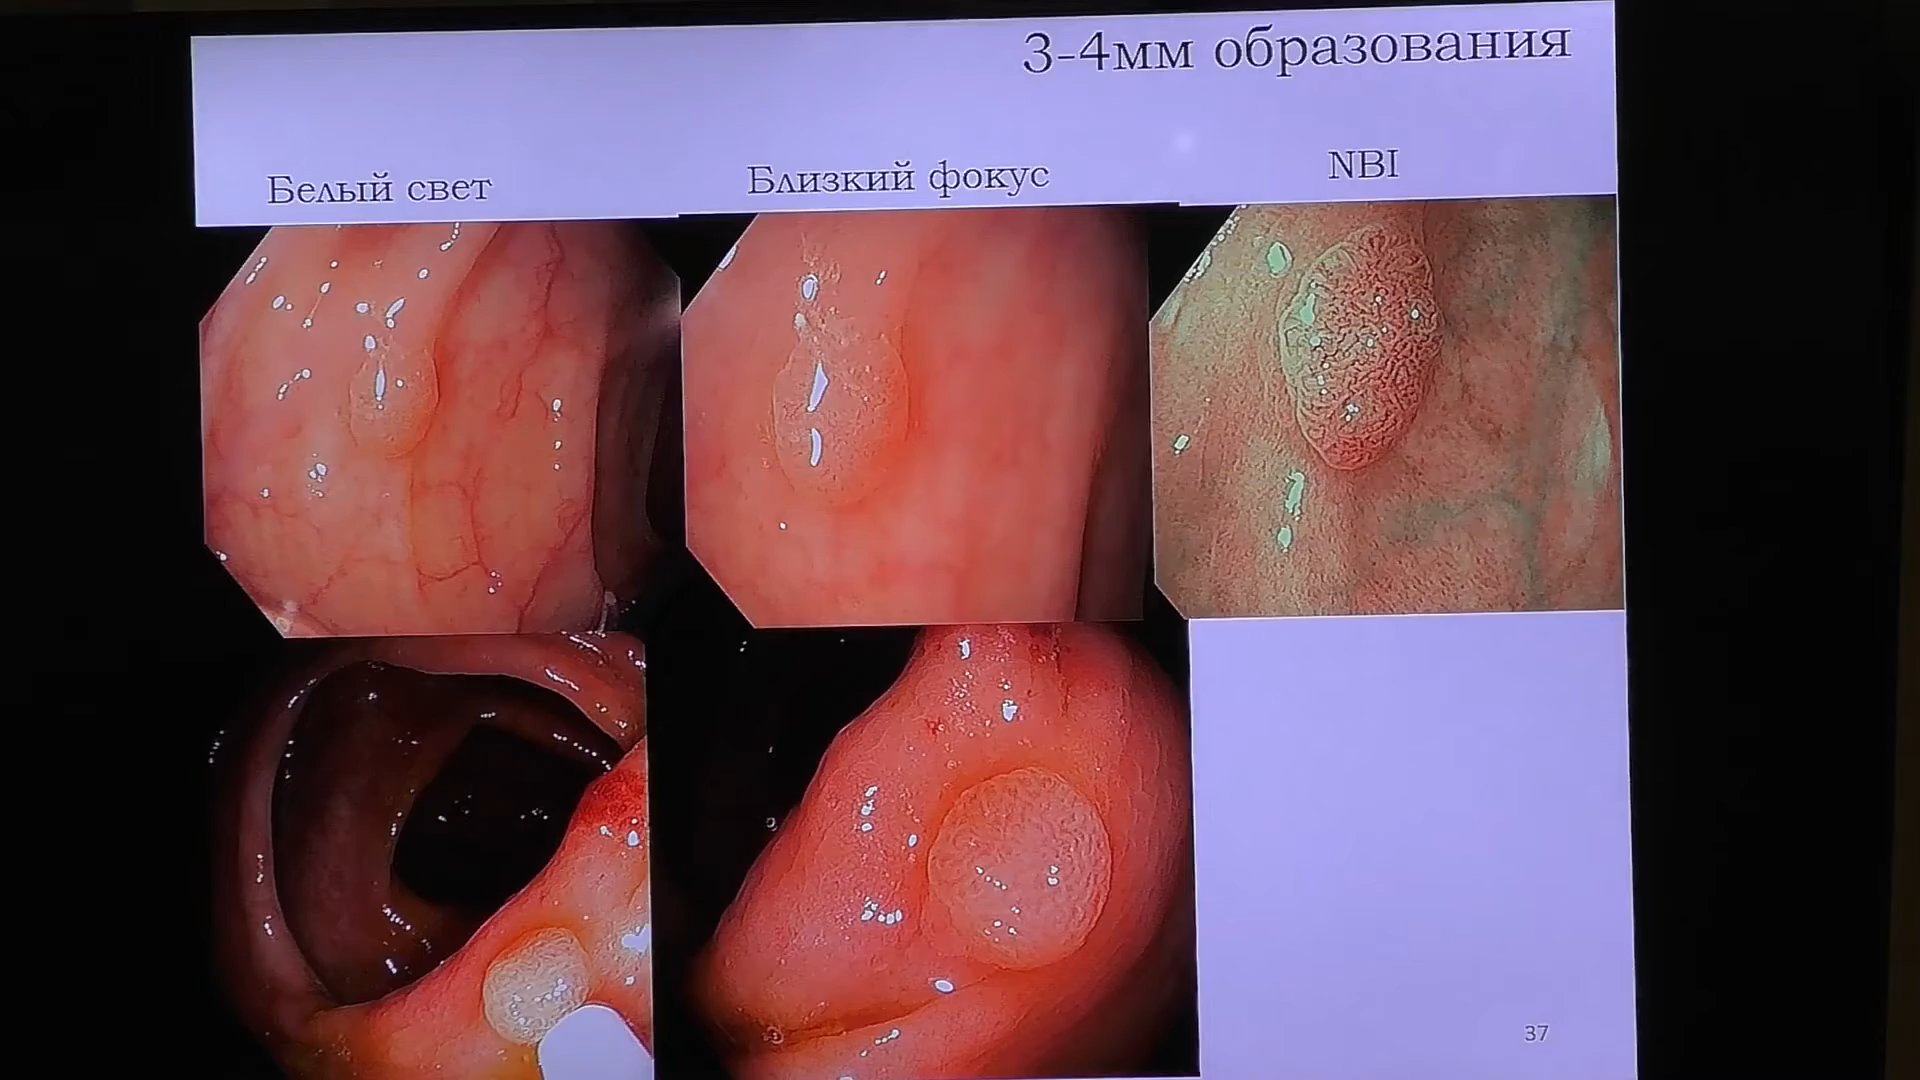 3-4мм образования
Белый свет
Близкий фокус
NBI
37